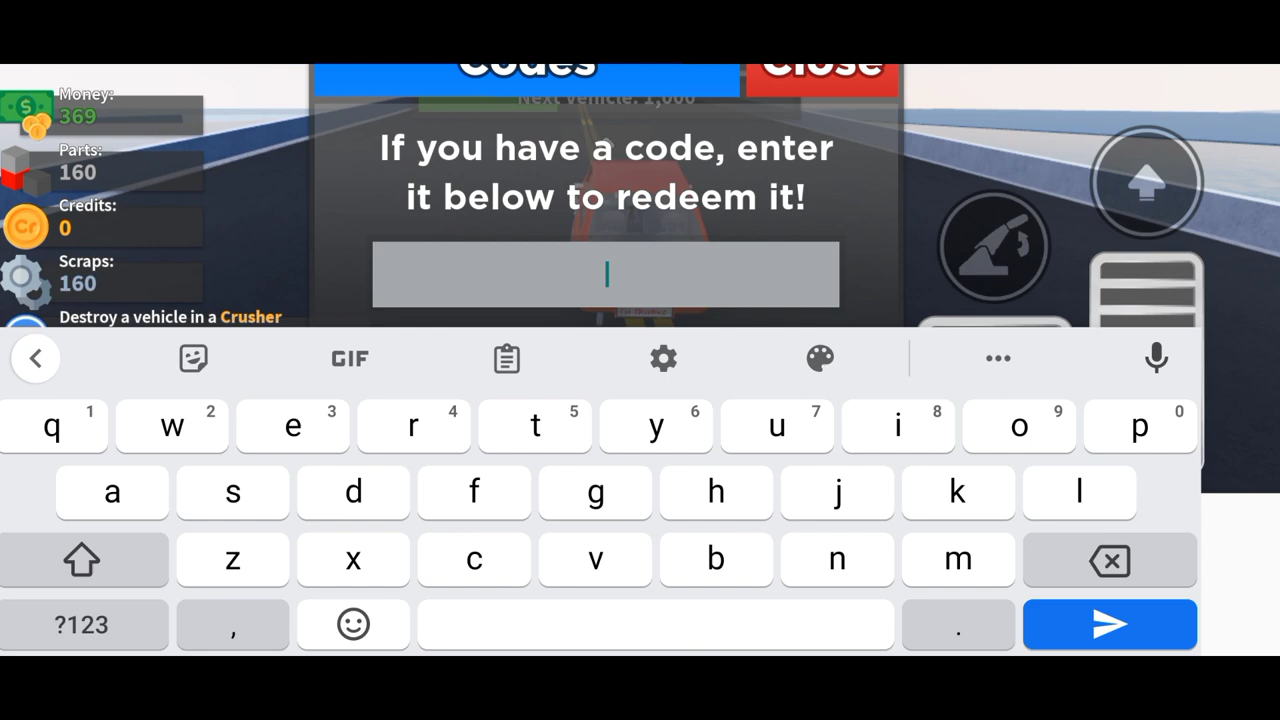 Codes
Close
Money:
369
Next Vehicle: 1,000
If you have a code, enter
it below to redeem it!
Parts:
160
Credits:
Cr
0
Scraps:
160
Destroy a vehicle in a Crusher
GIF
q 1 w 2 e 3 r 4 t 5 y 6 u 7 i 8 o 9 p 0
a s d f g h j k l
z x c v b n m
?123 , .